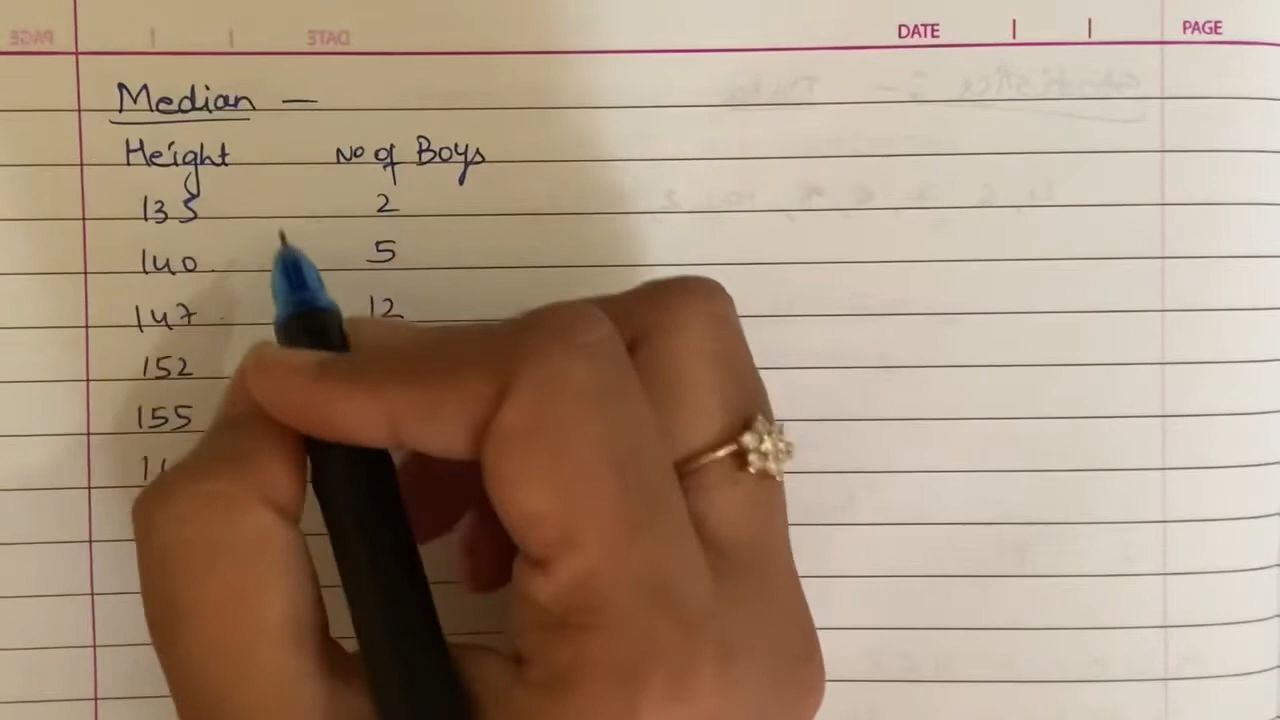 DATE PAGE
Median —
Height No of Boys
135 2
140 5
147 12
152
155